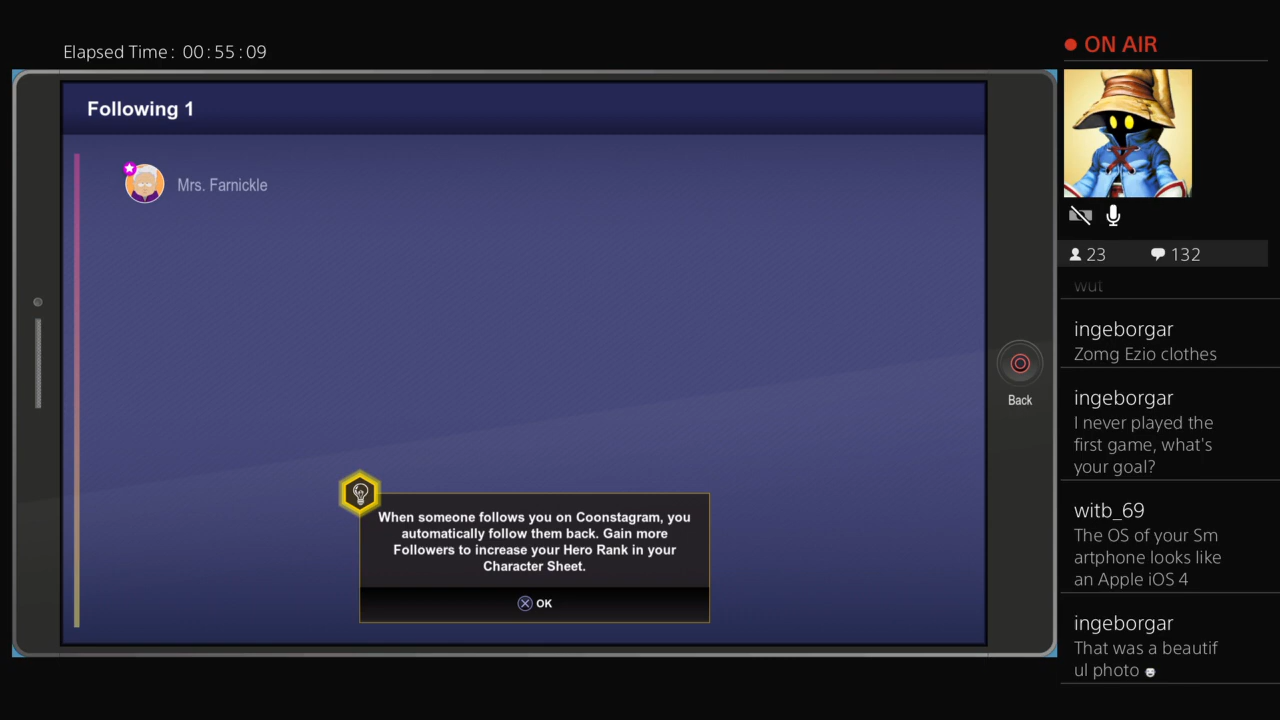 Elapsed Time: 00:55:09
ON AIR
Following 1
Mrs. Farnickle
23
132
wut
ingeborgar
Zomg Ezio clothes
ingeborgar
I never played the
first game, what's
your goal?
witb_69
The OS of your Sm
artphone looks like
an Apple iOS 4
ingeborgar
That was a beautif
ul photo
Back
When someone follows you on Coonstagram, you
automatically follow them back. Gain more
Followers to increase your Hero Rank in your
Character Sheet.
OK